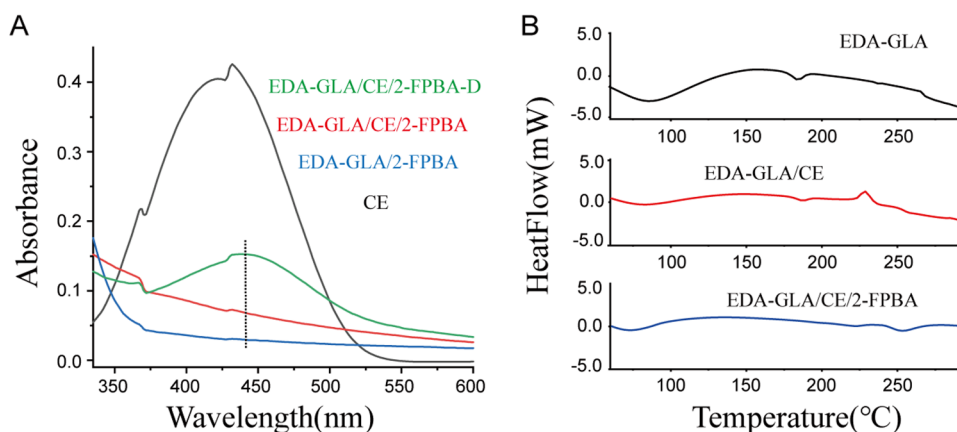 A
Absorbance
0.4
0.3
0.2
0.1
0.0
EDA-GLA/CE/2-FPBA-D
EDA-GLA/CE/2-FPBA
EDA-GLA/2-FPBA
CE
350 400 450 500 550 600
Wavelength(nm)
B
HeatFlow(mW)
5.0
0.0
-5.0
EDA-GLA
100 150 200 250
5.0
0.0
-5.0
EDA-GLA/CE
100 150 200 250
5.0
0.0
-5.0
EDA-GLA/CE/2-FPBA
100 150 200 250
Temperature(℃)